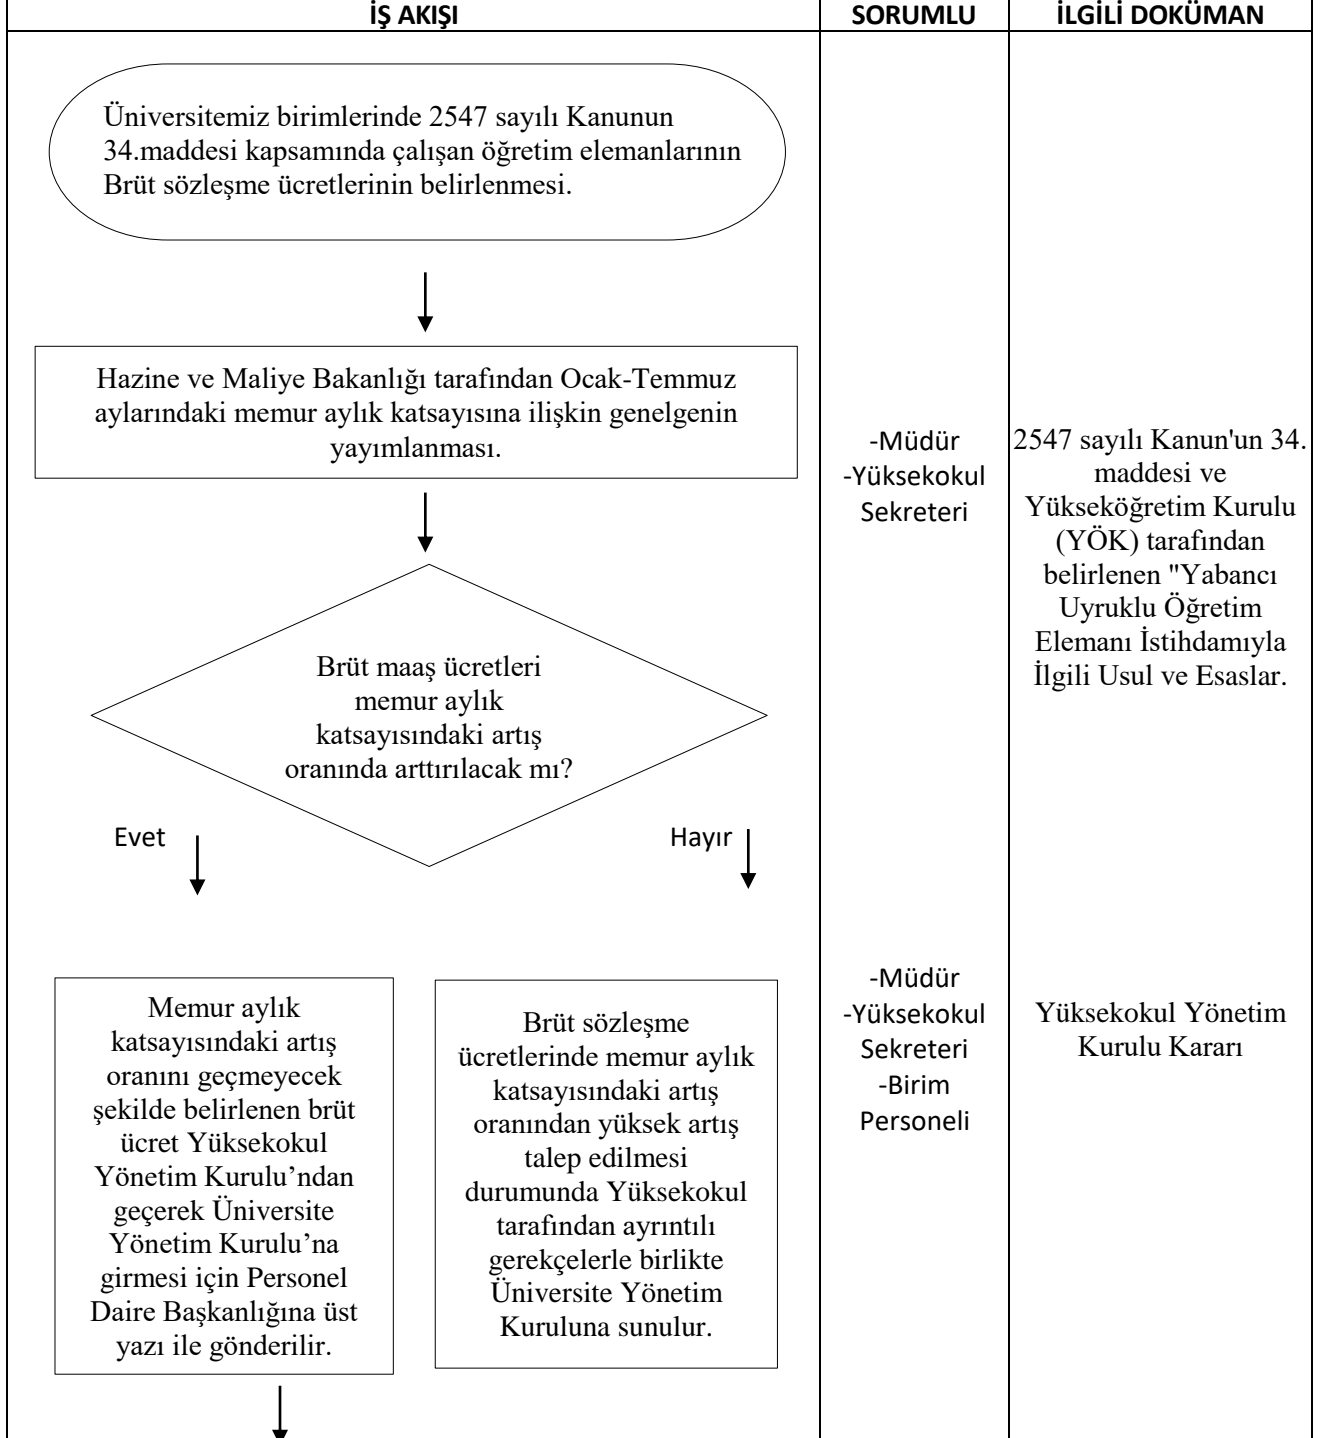 İŞ AKIŞI
SORUMLU
İLGİLİ DOKÜMAN
Üniversitemiz birimlerinde 2547 sayılı Kanunun
34.maddesi kapsamında çalışan öğretim elemanlarının
Brüt sözleşme ücretlerinin belirlenmesi.
Hazine ve Maliye Bakanlığı tarafından Ocak-Temmuz
aylarındaki memur aylık katsayısına ilişkin genelgenin
yayımlanması.
-Müdür
-Yüksekokul
Sekreteri
2547 sayılı Kanun'un 34.
maddesi ve
Yükseköğretim Kurulu
(YÖK) tarafından
belirlenen "Yabancı
Uyruklu Öğretim
Elemanı İstihdamıyla
İlgili Usul ve Esaslar.
Brüt maaş ücretleri
memur aylık
katsayısındaki artış
oranında arttırılacak mı?
Evet
Hayır
Memur aylık
katsayısındaki artış
oranını geçmeyecek
şekilde belirlenen brüt
ücret Yüksekokul
Yönetim Kurulu’ndan
geçerek Üniversite
Yönetim Kurulu’na
girmesi için Personel
Daire Başkanlığına üst
yazı ile gönderilir.
Brüt sözleşme
ücretlerinde memur aylık
katsayısındaki artış
oranından yüksek artış
talep edilmesi
durumunda Yüksekokul
tarafından ayrıntılı
gerekçelerle birlikte
Üniversite Yönetim
Kuruluna sunulur.
-Müdür
-Yüksekokul
Sekreteri
-Birim
Personeli
Yüksekokul Yönetim
Kurulu Kararı